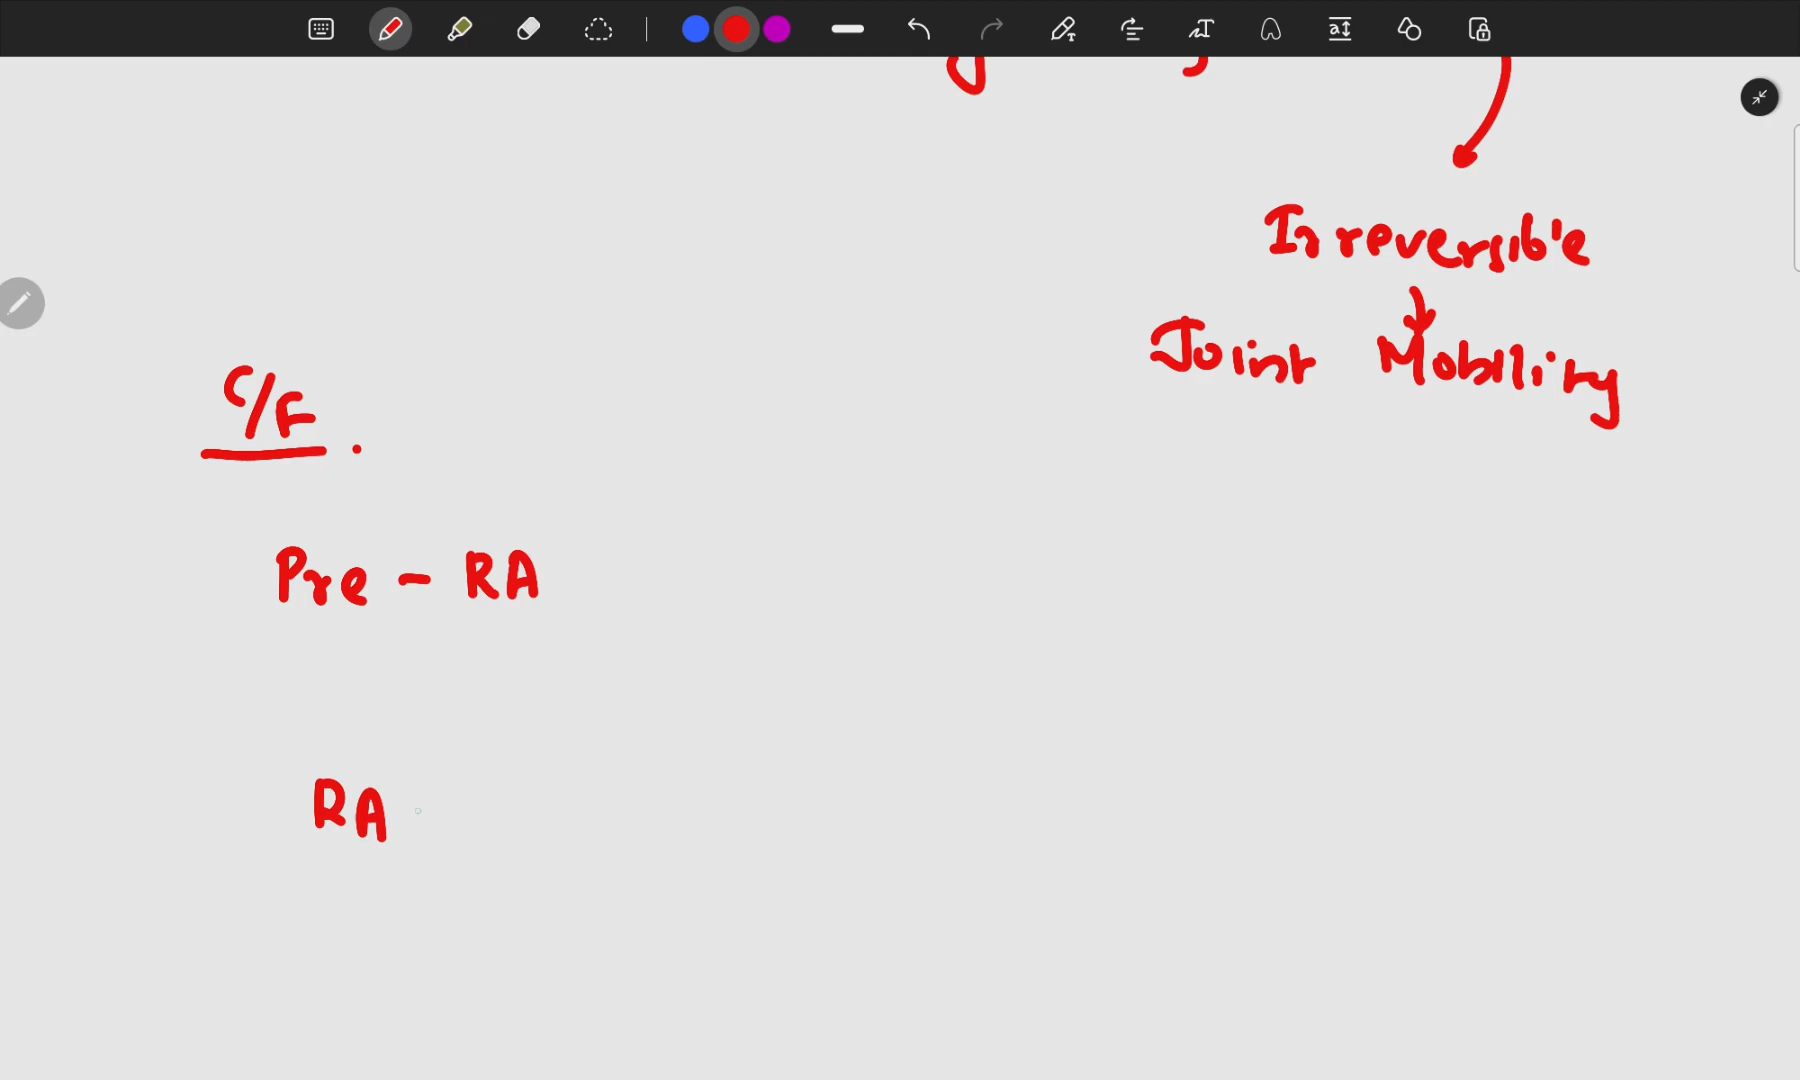 Irreversible
Joint Mobility
C/F.
Pre - RA
RA